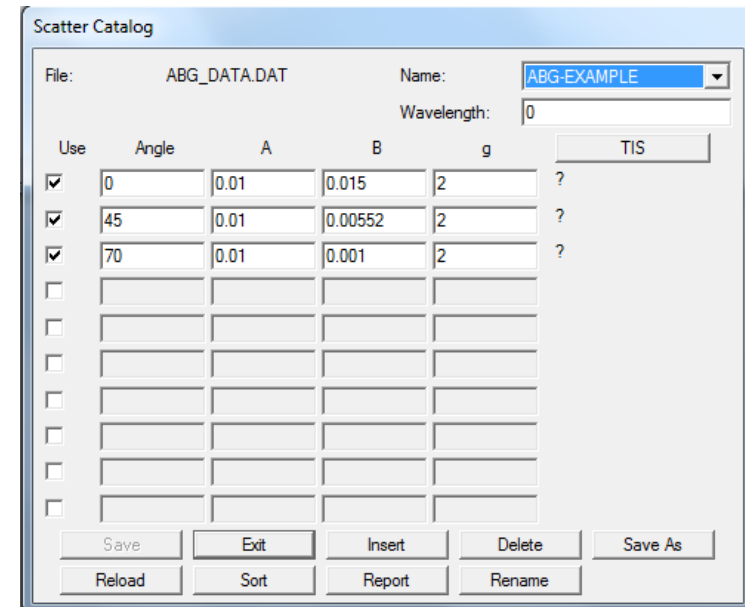 Scatter Catalog
File: ABG_DATA.DAT Name: ABG-EXAMPLE
Wavelength: 0
Use Angle A B g TIS
0 0.01 0.015 2 ?
45 0.01 0.00552 2 ?
70 0.01 0.001 2 ?
Save Exit Insert Delete Save As
Reload Sort Report Rename